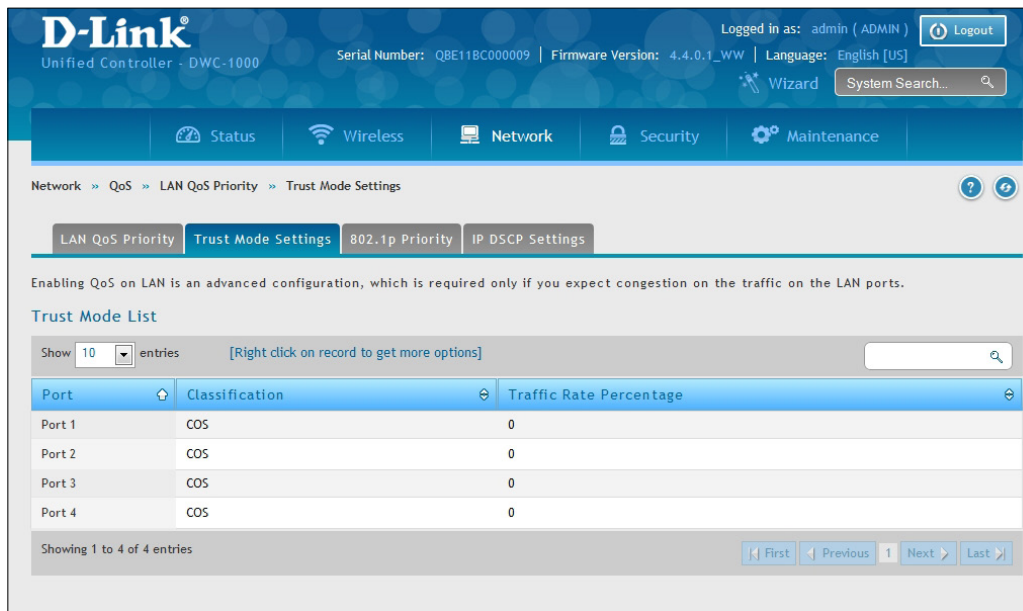 D-Link®
Unified Controller - DWC-1000
Logged in as: admin ( ADMIN ) Logout
Serial Number: QBE11BC000009 | Firmware Version: 4.4.0.1_WW | Language: English [US]
Wizard System Search...
Status Wireless Network Security Maintenance
Network » QoS » LAN QoS Priority » Trust Mode Settings
LAN QoS Priority Trust Mode Settings 802.1p Priority IP DSCP Settings
Enabling QoS on LAN is an advanced configuration, which is required only if you expect congestion on the traffic on the LAN ports.
Trust Mode List
Show 10 entries [Right click on record to get more options]
Port Classification Traffic Rate Percentage
Port 1 COS 0
Port 2 COS 0
Port 3 COS 0
Port 4 COS 0
Showing 1 to 4 of 4 entries First Previous 1 Next Last